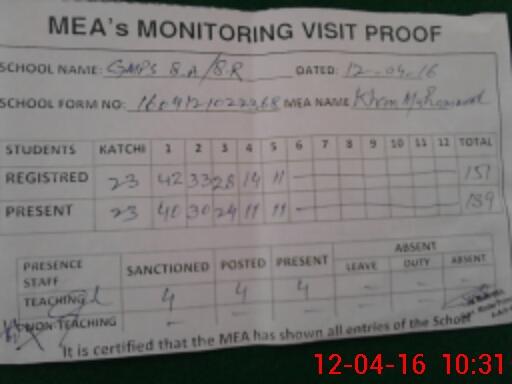 MEA's MONITORING VISIT PROOF
SCHOOL NAME: GMPS S.A/S.R DATED: 12-04-16
SCHOOL FORM NO: MEA NAME Khan Muhammad
STUDENTS KATCHI 1 2 3 4 5 6 7 8 9 10 11 12 TOTAL
REGISTRED 23 42 33 28 14 11 151
PRESENT 23 40 30 24 11 11 139
PRESENCE STAFF SANCTIONED POSTED PRESENT ABSENT
LEAVE DUTY ABSENT
TEACHING 4 4 4 - - -
NON-TEACHING - - - - -
It is certified that the MEA has shown all entries of the School
12-04-16 10:31